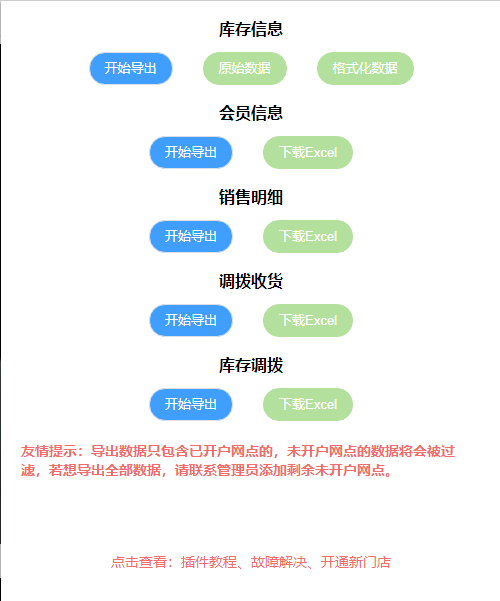 库存信息
开始导出 原始数据 格式化数据
会员信息
开始导出 下载Excel
销售明细
开始导出 下载Excel
调拨收货
开始导出 下载Excel
库存调拨
开始导出 下载Excel
友情提示：导出数据只包含已开户网点的，未开户网点的数据将会被过
滤，若想导出全部数据，请联系管理员添加剩余未开户网点。
点击查看：插件教程、故障解决、开通新门店